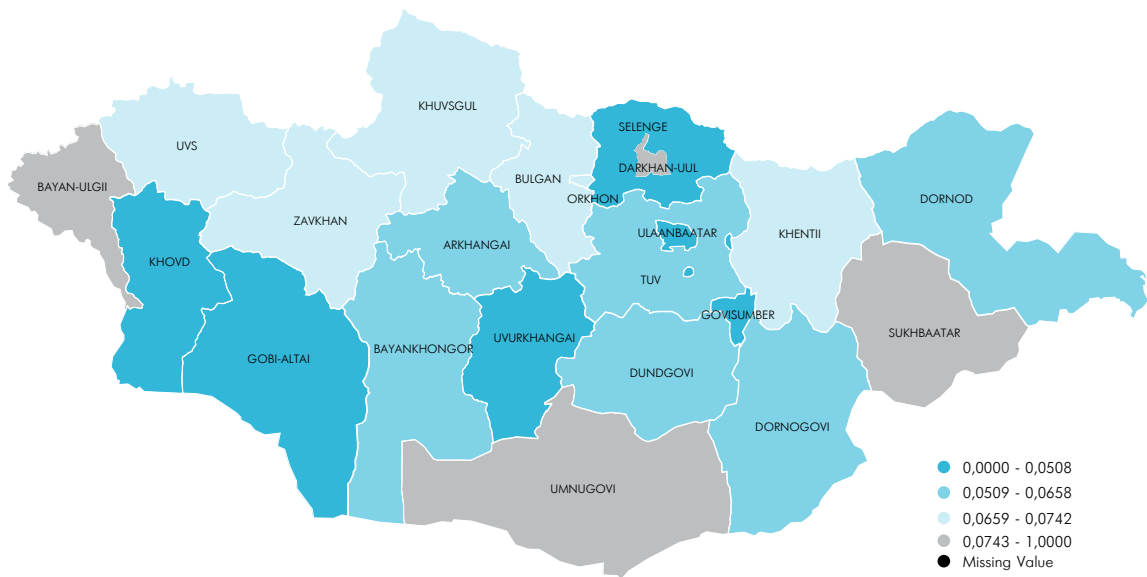 KHUVSGUL
SELENGE
UVS
BAYAN-ULGII
DARKHAN-UUL
BULGAN
ORKHON
DORNOD
ZAVKHAN
ULAANBAATAR
KHENTII
ARKHANGAI
KHOVD
TUV
GOVISUMBER
SUKHBAATAR
UVURKHANGAI
BAYANKHONGOR
GOBI-ALTAI
DUNDGOVI
DORNOGOVI
UMNUGOVI
0,0000 - 0,0508
0,0509 - 0,0658
0,0659 - 0,0742
0,0743 - 1,0000
Missing Value